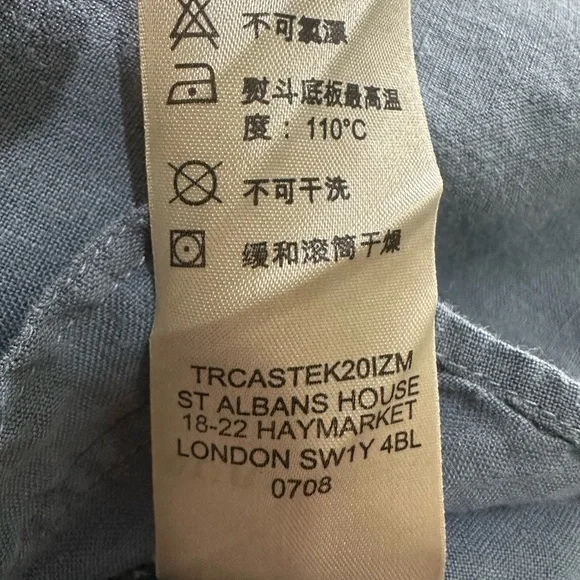 不可氯漂
熨斗底板最高温
度：110°C
不可干洗
缓和滚筒干燥
TRCASTEK20IZM
ST ALBANS HOUSE
18-22 HAYMARKET
LONDON SW1Y 4BL
0708